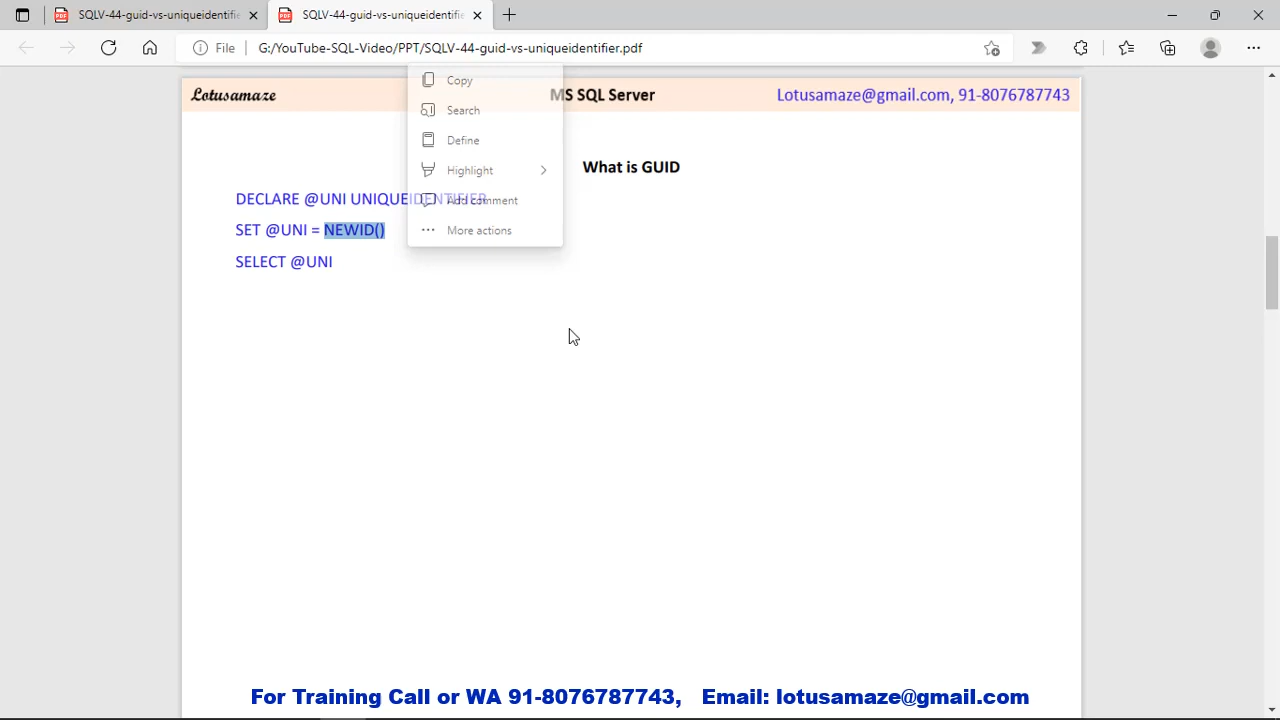 SQLV-44-guid-vs-uniqueidentifier.
SQLV-44-guid-vs-uniqueidentifier.
File
G:/YouTube-SQL-Video/PPT/SQLV-44-guid-vs-uniqueidentifier.pdf
Lotusamaze
MS SQL Server
Lotusamaze@gmail.com, 91-8076787743
Copy
Search
Define
Highlight
Add comment
More actions
What is GUID
DECLARE @UNI UNIQUEIDENTIFIER
SET @UNI = NEWID()
SELECT @UNI
For Training Call or WA 91-8076787743, Email: lotusamaze@gmail.com